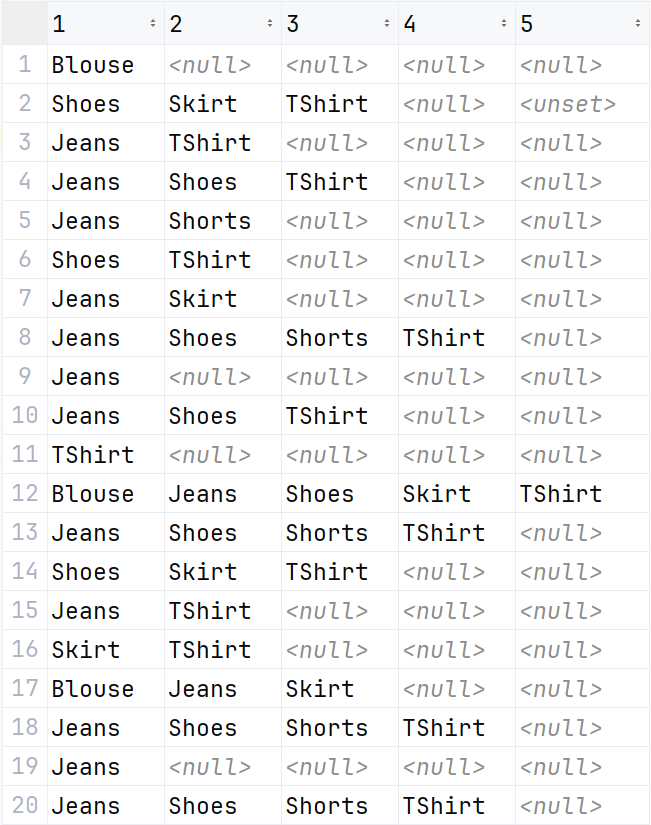 1 2 3 4 5
1 Blouse <null> <null> <null> <null>
2 Shoes Skirt TShirt <null> <unset>
3 Jeans TShirt <null> <null> <null>
4 Jeans Shoes TShirt <null> <null>
5 Jeans Shorts <null> <null> <null>
6 Shoes TShirt <null> <null> <null>
7 Jeans Skirt <null> <null> <null>
8 Jeans Shoes Shorts TShirt <null>
9 Jeans <null> <null> <null> <null>
10 Jeans Shoes TShirt <null> <null>
11 TShirt <null> <null> <null> <null>
12 Blouse Jeans Shoes Skirt TShirt
13 Jeans Shoes Shorts TShirt <null>
14 Shoes Skirt TShirt <null> <null>
15 Jeans TShirt <null> <null> <null>
16 Skirt TShirt <null> <null> <null>
17 Blouse Jeans Skirt <null> <null>
18 Jeans Shoes Shorts TShirt <null>
19 Jeans <null> <null> <null> <null>
20 Jeans Shoes Shorts TShirt <null>